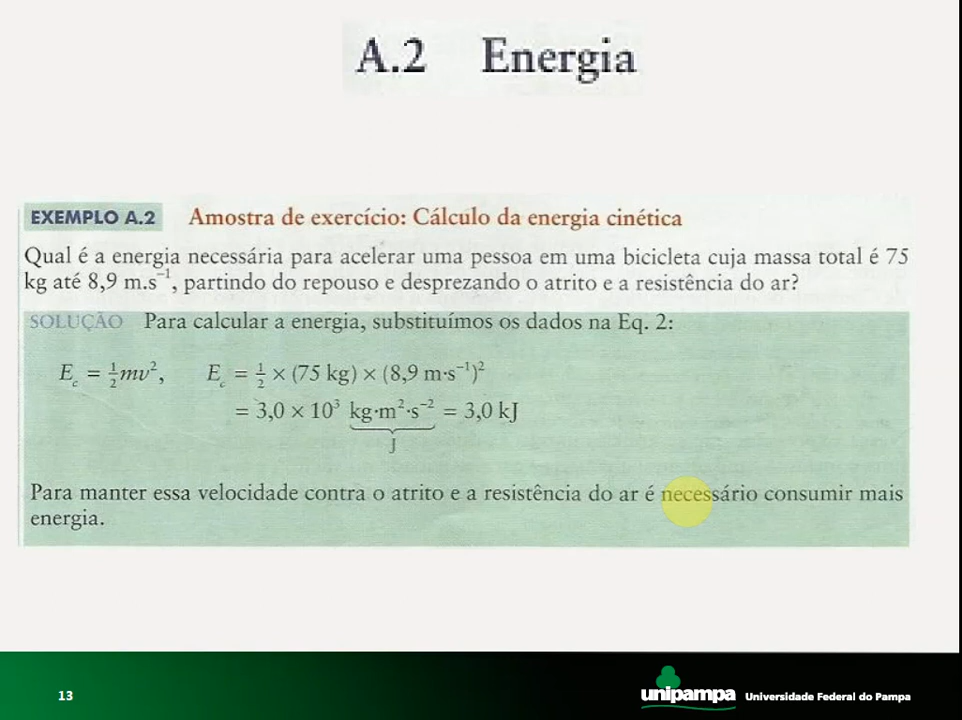 A.2 Energia
EXEMPLO A.2 Amostra de exercício: Cálculo da energia cinética
Qual é a energia necessária para acelerar uma pessoa em uma bicicleta cuja massa total é 75
kg até 8,9 m.s⁻¹, partindo do repouso e desprezando o atrito e a resistência do ar?
SOLUÇÃO Para calcular a energia, substituímos os dados na Eq. 2:
E_c = ½mv², E_c = ½ × (75 kg) × (8,9 m·s⁻¹)²
= 3,0 × 10³ kg·m²·s⁻² = 3,0 kJ
J
Para manter essa velocidade contra o atrito e a resistência do ar é necessário consumir mais
energia.
13
unipampa Universidade Federal do Pampa